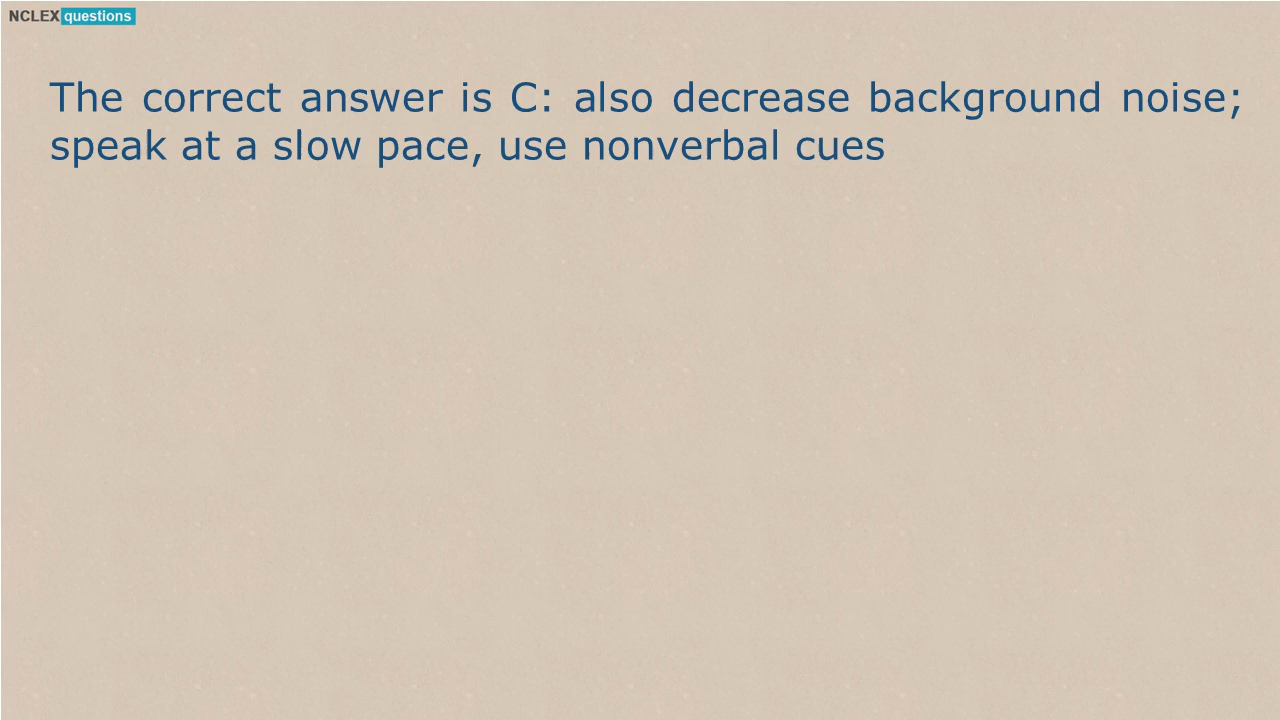 NCLEX questions
The correct answer is C: also decrease background noise;
speak at a slow pace, use nonverbal cues